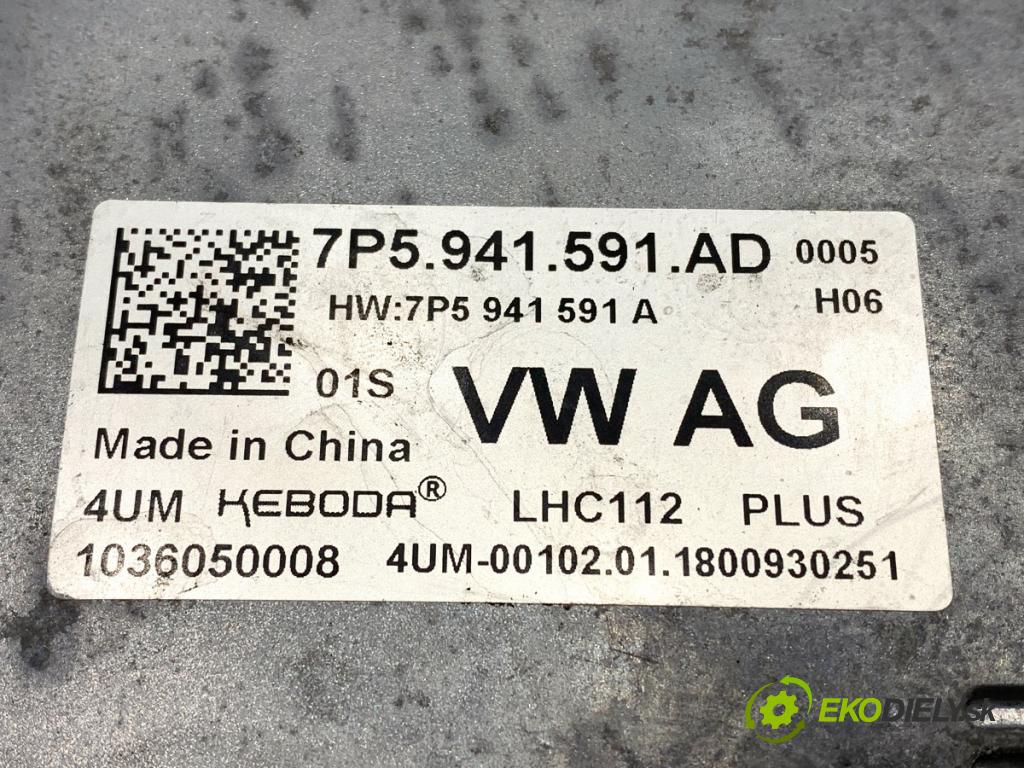 7P5.941.591.AD 0005
HW:7P5 941 591 A H06
01S VW AG
Made in China
4UM KEBODA® LHC112 PLUS
1036050008 4UM-00102.01.1800930251
EKODIELY.SK